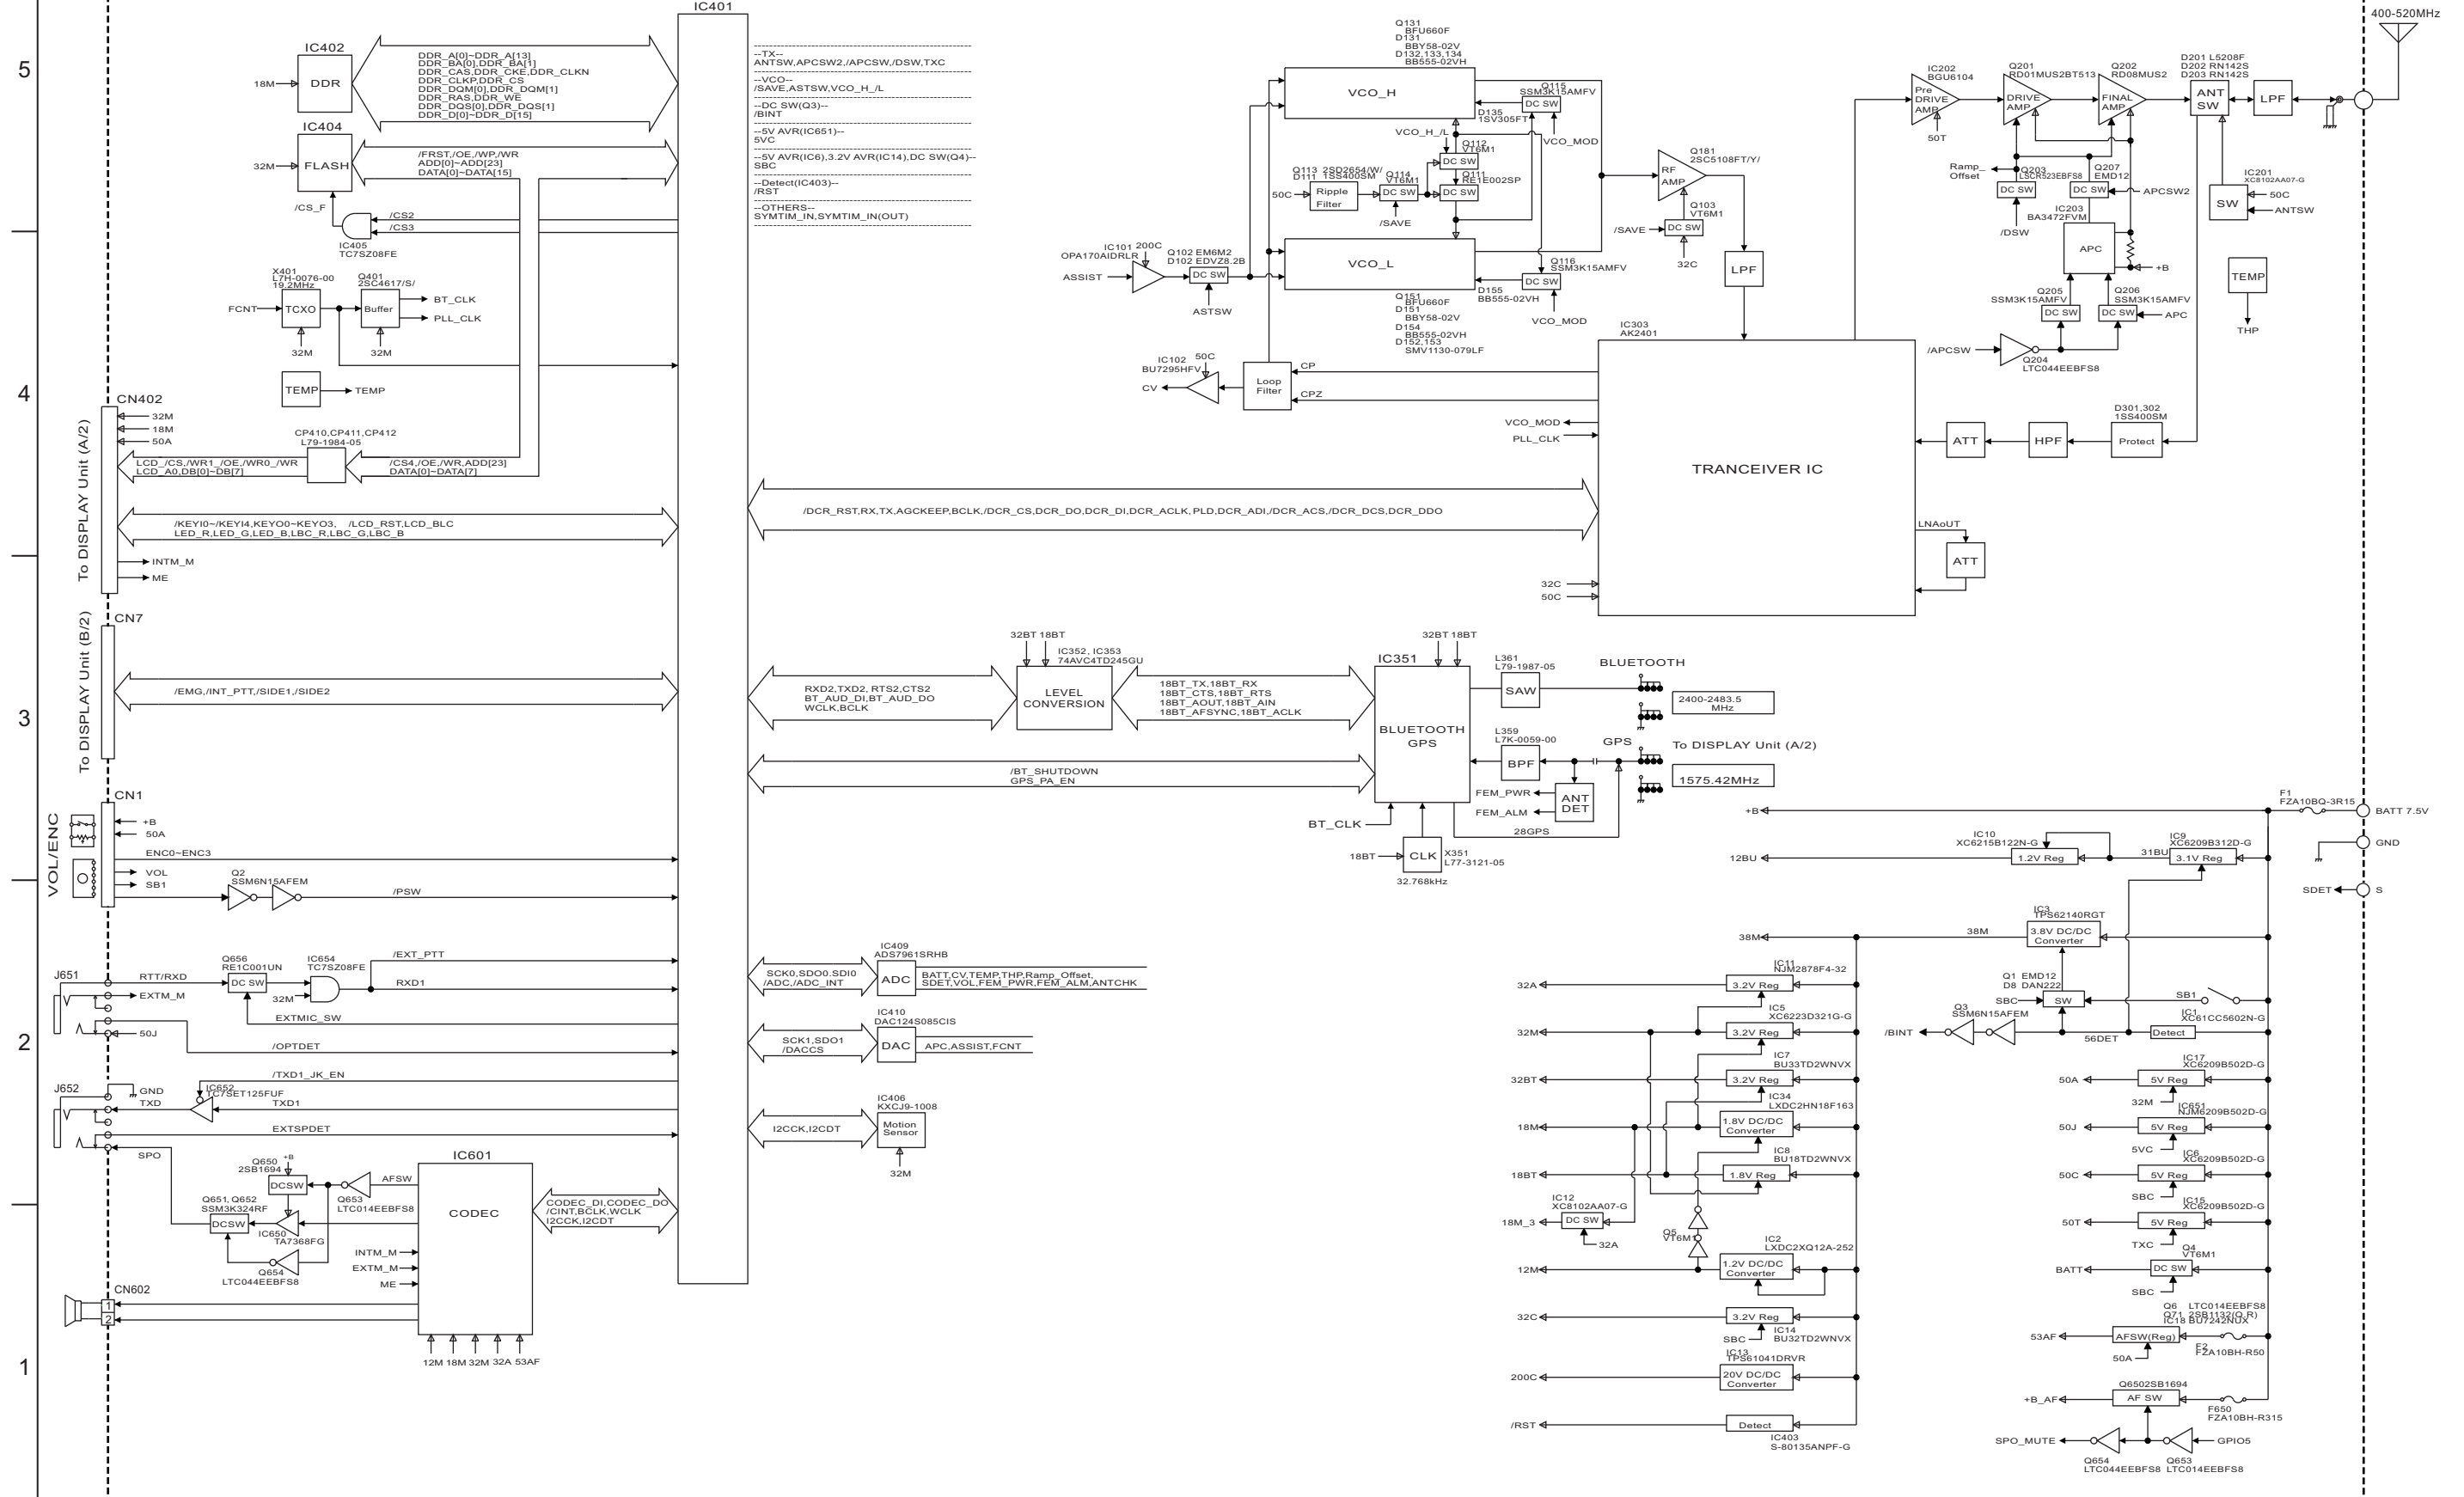 5
4
3
2
1
IC401
IC402
DDR
18M
DDR_A[0]~DDR_A[13]
DDR_BA[0],DDR_BA[1]
DDR_CAS,DDR_CKE,DDR_CLKN
DDR_CLKP,DDR_CS
DDR_DQM[0],DDR_DQM[1]
DDR_RAS,DDR_WE
DDR_DQS[0],DDR_DQS[1]
DDR_D[0]~DDR_D[15]
IC404
FLASH
32M
/FRST,/OE,/WP,/WR
ADD[0]~ADD[23]
DATA[0]~DATA[15]
/CS_F
/CS2
/CS3
IC405
TC7SZ08FE
X401
L7H-0076-00
19.2MHz
FCNT
TCXO
32M
Q401
2SC4617/S/
Buffer
32M
BT_CLK
PLL_CLK
TEMP
TEMP
CN402
32M
18M
50A
CP410,CP411,CP412
L79-1984-05
LCD_/CS,/WR1_/OE,/WR0_/WR
LCD_A0,DB[0]~DB[7]
/CS4,/OE,/WR,ADD[23]
DATA[0]~DATA[7]
To DISPLAY Unit (A/2)
/KEYI0~/KEYI4,KEYO0~KEYO3, /LCD_RST,LCD_BLC
LED_R,LED_G,LED_B,LBC_R,LBC_G,LBC_B
INTM_M
ME
CN7
To DISPLAY Unit (B/2)
/EMG,/INT_PTT,/SIDE1,/SIDE2
CN1
VOL/ENC
+B
50A
ENC0~ENC3
VOL
SB1
Q2
SSM6N15AFEM
/PSW
J651
RTT/RXD
EXTM_M
50J
Q656
RE1C001UN
DC SW
IC654
TC7SZ08FE
32M
/EXT_PTT
RXD1
EXTMIC_SW
/OPTDET
/TXD1_JK_EN
J652
GND
TXD
IC652
TC7SET125FUF
TXD1
EXTSPDET
SPO
Q650
2SB1694
+B
DCSW
Q653
LTC014EEBFS8
AFSW
Q651, Q652
SSM3K324RF
DCSW
IC650
TA7368FG
Q654
LTC044EEBFS8
IC601
CODEC
INTM_M
EXTM_M
ME
CODEC_DI,CODEC_DO
/CINT,BCLK,WCLK
I2CCK,I2CDT
12M 18M 32M 32A 53AF
CN602
1
2
--TX--
ANTSW,APCSW2,/APCSW,/DSW,TXC
--VCO--
/SAVE,ASTSW,VCO_H_/L
--DC SW(Q3)--
/BINT
--5V AVR(IC651)--
5VC
--5V AVR(IC6),3.2V AVR(IC14),DC SW(Q4)--
SBC
--Detect(IC403)--
/RST
--OTHERS--
SYMTIM_IN,SYMTIM_IN(OUT)
Q131
BFU660F
D131
BBY58-02V
D132,133,134
BB555-02VH
VCO_H
Q115
SSM3K15AMFV
DC SW
D135
1SV305FT
VCO_MOD
VCO_H_/L
Q112
VT6M1
DC SW
Q113 2SD2654/W/
D111 1SS400SM
50C
Ripple
Filter
Q114
VT6M1
DC SW
/SAVE
Q111
RE1E002SP
DC SW
IC101
OPA170AIDRLR
200C
ASSIST
Q102 EM6M2
D102 EDVZ8.2B
DC SW
ASTSW
VCO_L
Q116
SSM3K15AMFV
DC SW
D155
BB555-02VH
VCO_MOD
Q151
BFU660F
D151
BBY58-02V
D154
BB555-02VH
D152,153
SMV1130-079LF
IC102
BU7295HFV
50C
CV
Loop
Filter
CP
CPZ
Q181
2SC5108FT/Y/
RF
AMP
Q103
VT6M1
/SAVE
DC SW
32C
LPF
IC303
AK2401
TRANCEIVER IC
VCO_MOD
PLL_CLK
32C
50C
/DCR_RST,RX,TX,AGCKEEP,BCLK,/DCR_CS,DCR_DO,DCR_DI,DCR_ACLK, PLD,DCR_ADI,/DCR_ACS,/DCR_DCS,DCR_DDO
LNAoUT
ATT
ATT
HPF
D301,302
1SS400SM
Protect
IC202
BGU6104
Pre
DRIVE
AMP
50T
Q201
RD01MUS2BT513
DRIVE
AMP
Q202
RD08MUS2
FINAL
AMP
D201 L5208F
D202 RN142S
D203 RN142S
ANT
SW
LPF
400-520MHz
Ramp_
Offset
Q203
LSCR523EBFS8
DC SW
/DSW
Q207
EMD12
DC SW
APCSW2
IC203
BA3472FVM
APC
+B
IC201
XC8102AA07-G
SW
50C
ANTSW
Q205
SSM3K15AMFV
DC SW
Q206
SSM3K15AMFV
DC SW
APC
/APCSW
Q204
LTC044EEBFS8
TEMP
THP
32BT 18BT
IC352, IC353
74AVC4TD245GU
LEVEL
CONVERSION
RXD2,TXD2, RTS2,CTS2
BT_AUD_DI,BT_AUD_DO
WCLK,BCLK
18BT_TX,18BT_RX
18BT_CTS,18BT_RTS
18BT_AOUT,18BT_AIN
18BT_AFSYNC,18BT_ACLK
32BT 18BT
IC351
BLUETOOTH
GPS
/BT_SHUTDOWN
GPS_PA_EN
L361
L79-1987-05
SAW
BLUETOOTH
2400-2483.5
MHz
L359
L7K-0059-00
BPF
GPS
To DISPLAY Unit (A/2)
1575.42MHz
FEM_PWR
FEM_ALM
ANT
DET
28GPS
BT_CLK
18BT
CLK
X351
L77-3121-05
32.768kHz
IC409
ADS7961SRHB
ADC
SCK0,SDO0.SDI0
/ADC,/ADC_INT
BATT,CV,TEMP,THP,Ramp_Offset,
SDET,VOL,FEM_PWR,FEM_ALM,ANTCHK
IC410
DAC124S085CIS
DAC
SCK1,SDO1
/DACCS
APC,ASSIST,FCNT
IC406
KXCJ9-1008
Motion
Sensor
I2CCK,I2CDT
32M
+B
F1
FZA10BQ-3R15
BATT 7.5V
GND
SDET
S
12BU
IC10
XC6215B122N-G
1.2V Reg
31BU
IC9
XC6209B312D-G
3.1V Reg
38M
38M
IC3
TPS62140RGT
3.8V DC/DC
Converter
Q1 EMD12
D8 DAN222
SBC
SW
SB1
Q3
SSM6N15AFEM
/BINT
56DET
IC1
XC61CC5602N-G
Detect
32A
IC11
NJM2878F4-32
3.2V Reg
32M
IC5
XC6223D321G-G
3.2V Reg
32BT
IC7
BU33TD2WNVX
3.2V Reg
18M
IC34
LXDC2HN18F163
1.8V DC/DC
Converter
18BT
IC8
BU18TD2WNVX
1.8V Reg
18M_3
IC12
XC8102AA07-G
DC SW
32A
Q5
VT6M1
12M
IC2
LXDC2XQ12A-252
1.2V DC/DC
Converter
32C
3.2V Reg
SBC
IC14
BU32TD2WNVX
200C
IC13
TPS61041DRVR
20V DC/DC
Converter
/RST
Detect
IC403
S-80135ANPF-G
50A
IC17
XC6209B502D-G
5V Reg
32M
50J
IC651
NJM6209B502D-G
5V Reg
5VC
50C
IC6
XC6209B502D-G
5V Reg
SBC
50T
IC15
XC6209B502D-G
5V Reg
TXC
BATT
Q4
VT6M1
DC SW
SBC
Q6 LTC014EEBFS8
Q71 2SB1132(Q,R)
IC18 BU7242NUX
53AF
AFSW(Reg)
50A
F2
FZA10BH-R50
Q6502SB1694
+B_AF
AF SW
F650
FZA10BH-R315
SPO_MUTE
GPIO5
Q654
LTC044EEBFS8
Q653
LTC014EEBFS8